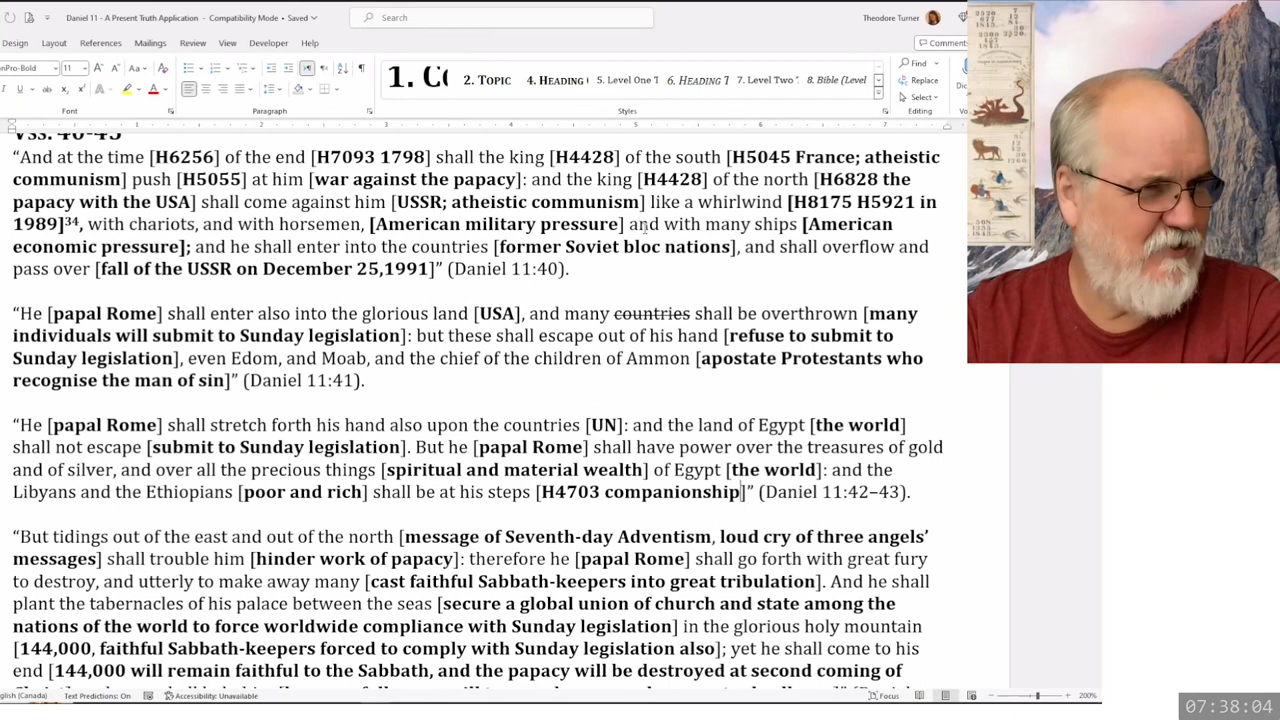 Daniel 11 - A Present Truth Application - Compatibility Mode • Saved
Search
Theodore Turner
Design Layout References Mailings Review View Developer Help
Comments
11
Find
Replace
Select
1. Co
2. TOPIC
4. HEADING
5. Level One
6. HEADING
7. Level Two
8. Bible (Level
Font
Paragraph
Styles
Editing
Vss. 40-45
“And at the time [H6256] of the end [H7093 1798] shall the king [H4428] of the south [H5045 France; atheistic
communism] push [H5055] at him [war against the papacy]: and the king [H4428] of the north [H6828 the
papacy with the USA] shall come against him [USSR; atheistic communism] like a whirlwind [H8175 H5921 in
1989]³⁴, with chariots, and with horsemen, [American military pressure] and with many ships [American
economic pressure]; and he shall enter into the countries [former Soviet bloc nations], and shall overflow and
pass over [fall of the USSR on December 25,1991]” (Daniel 11:40).
“He [papal Rome] shall enter also into the glorious land [USA], and many countries shall be overthrown [many
individuals will submit to Sunday legislation]: but these shall escape out of his hand [refuse to submit to
Sunday legislation], even Edom, and Moab, and the chief of the children of Ammon [apostate Protestants who
recognise the man of sin]” (Daniel 11:41).
“He [papal Rome] shall stretch forth his hand also upon the countries [UN]: and the land of Egypt [the world]
shall not escape [submit to Sunday legislation]. But he [papal Rome] shall have power over the treasures of gold
and of silver, and over all the precious things [spiritual and material wealth] of Egypt [the world]: and the
Libyans and the Ethiopians [poor and rich] shall be at his steps [H4703 companionship]” (Daniel 11:42–43).
“But tidings out of the east and out of the north [message of Seventh-day Adventism, loud cry of three angels’
messages] shall trouble him [hinder work of papacy]: therefore he [papal Rome] shall go forth with great fury
to destroy, and utterly to make away many [cast faithful Sabbath-keepers into great tribulation]. And he shall
plant the tabernacles of his palace between the seas [secure a global union of church and state among the
nations of the world to force worldwide compliance with Sunday legislation] in the glorious holy mountain
[144,000, faithful Sabbath-keepers forced to comply with Sunday legislation also]; yet he shall come to his
end [144,000 will remain faithful to the Sabbath, and the papacy will be destroyed at second coming of
English (Canada) Text Predictions: On Accessibility: Unavailable
Focus
200%
07:38:04